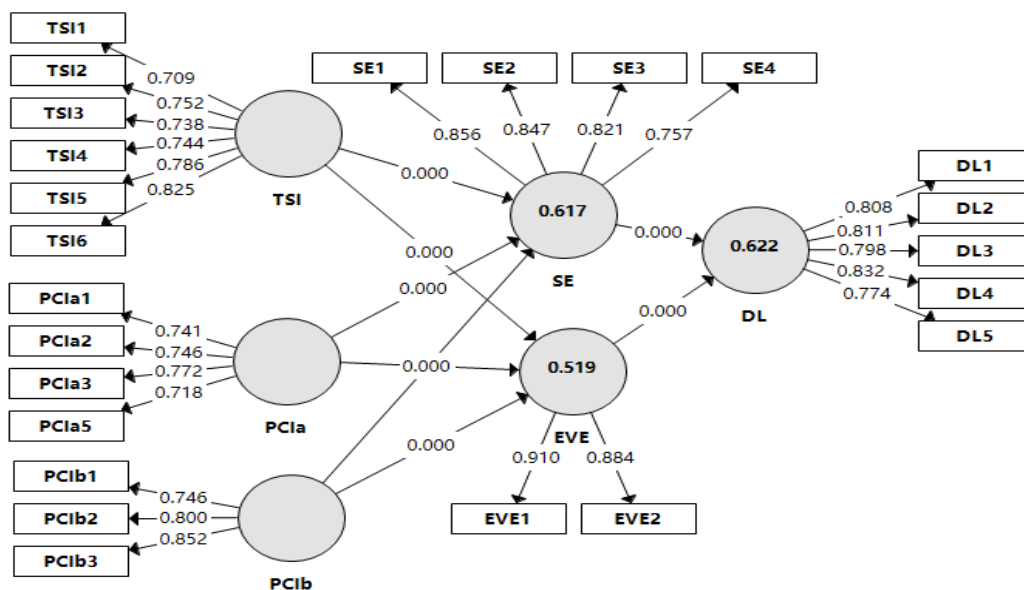 TSI1
TSI2
TSI3
TSI4
TSI5
TSI6
0.709
0.752
0.738
0.744
0.786
0.825
TSI
SE1
SE2
SE3
SE4
0.856
0.847
0.821
0.757
0.000
0.617
SE
0.000
0.000
PCIa1
PCIa2
PCIa3
PCIa5
0.741
0.746
0.772
0.718
PCIa
0.000
0.519
EVE
0.910
0.884
EVE1
EVE2
PCIb1
PCIb2
PCIb3
0.746
0.800
0.852
PCIb
0.000
0.000
0.000
0.622
DL
0.808
0.811
0.798
0.832
0.774
DL1
DL2
DL3
DL4
DL5